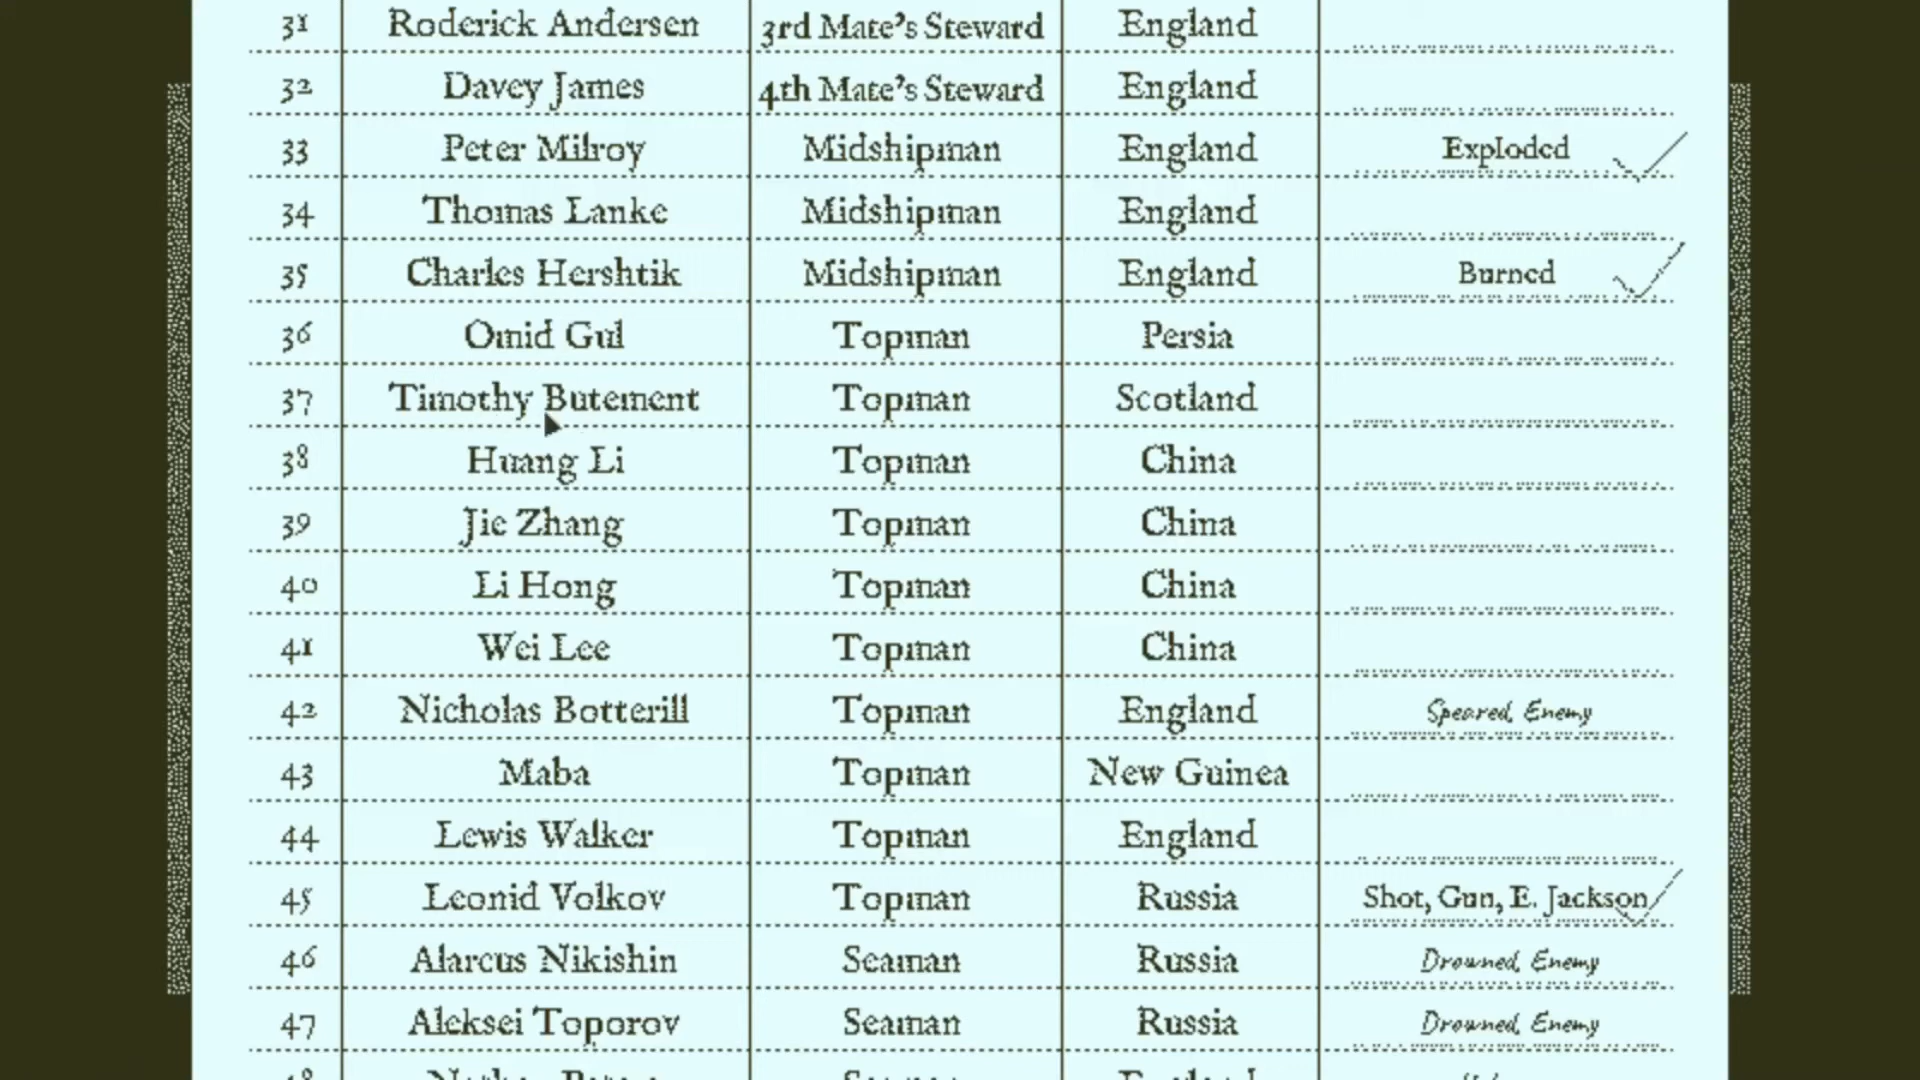 31 Roderick Andersen 3rd Mate's Steward England
32 Davey James 4th Mate's Steward England
33 Peter Milroy Midshipman England Exploded
34 Thomas Lanke Midshipman England
35 Charles Hershtik Midshipman England Burned
36 Omid Gul Topman Persia
37 Timothy Butement Topman Scotland
38 Huang Li Topman China
39 Jie Zhang Topman China
40 Li Hong Topman China
41 Wei Lee Topman China
42 Nicholas Botterill Topman England Speared, Enemy
43 Maba Topman New Guinea
44 Lewis Walker Topman England
45 Leonid Volkov Topman Russia Shot, Gun, E. Jackson
46 Alarcus Nikishin Seaman Russia Drowned, Enemy
47 Aleksei Toporov Seaman Russia Drowned, Enemy